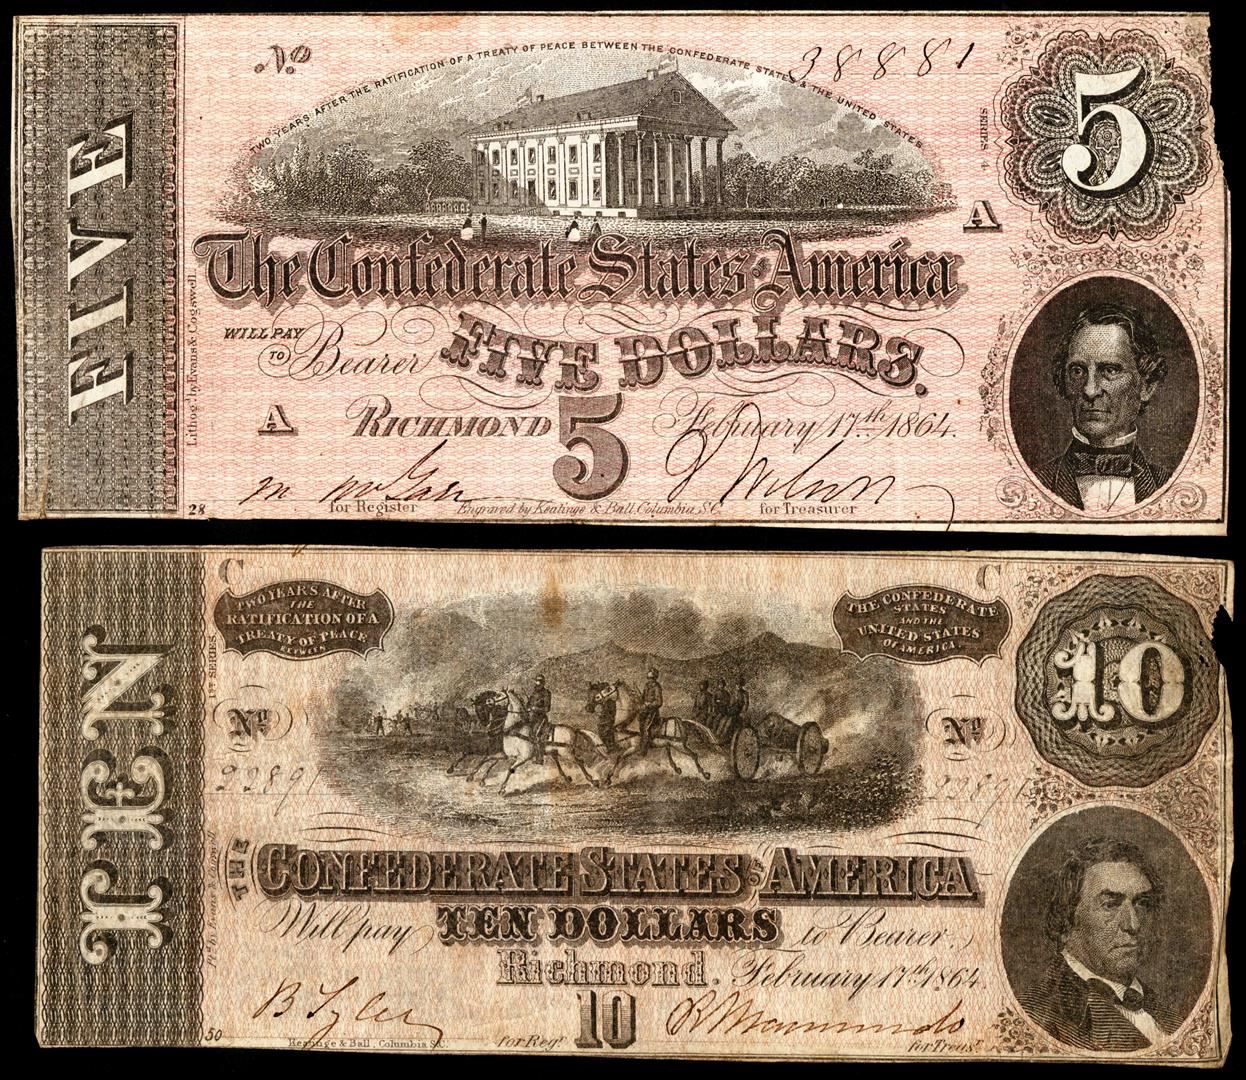 No 38881
TWO YEARS AFTER THE RATIFICATION OF A TREATY OF PEACE BETWEEN THE CONFEDERATE STATES & THE UNITED STATES
SERIES 4
5
FIVE
A
The Confederate States of America
WILL PAY
TO Bearer FIVE DOLLARS.
A RICHMOND 5 February 17th 1864.
Lithog'd by Evans & Cogswell
28
for Register
Engraved by Keatinge & Ball, Columbia S.C.
J Wilson
for Treasurer
C C
TWO YEARS AFTER
THE
RATIFICATION OF A
TREATY OF PEACE
BETWEEN
THE CONFEDERATE
STATES
AND THE
UNITED STATES
OF AMERICA.
10
1ST SERIES
TEN
No No
22891 22891
THE
CONFEDERATE STATES OF AMERICA
Will pay TEN DOLLARS to Bearer.
Richmond. February 17th 1864.
B Tyler
10
50
Keatinge & Ball, Columbia S.C.
for Regr
for Treasr